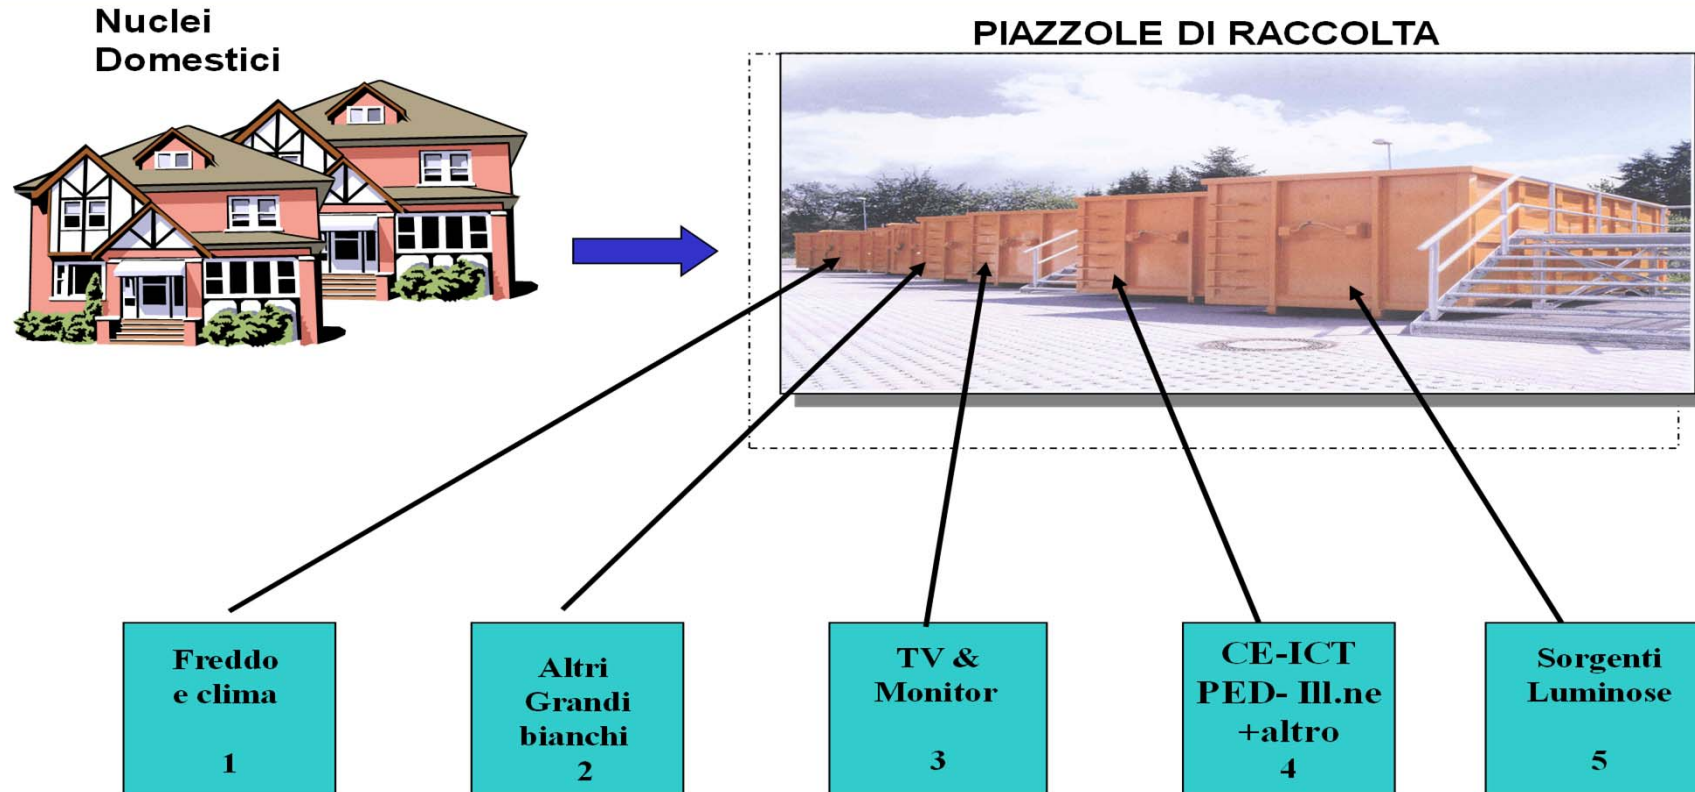 Nuclei
Domestici
PIAZZOLE DI RACCOLTA
Freddo
e clima
1
Altri
Grandi
bianchi
2
TV &
Monitor
3
CE-ICT
PED- Ill.ne
+altro
4
Sorgenti
Luminose
5